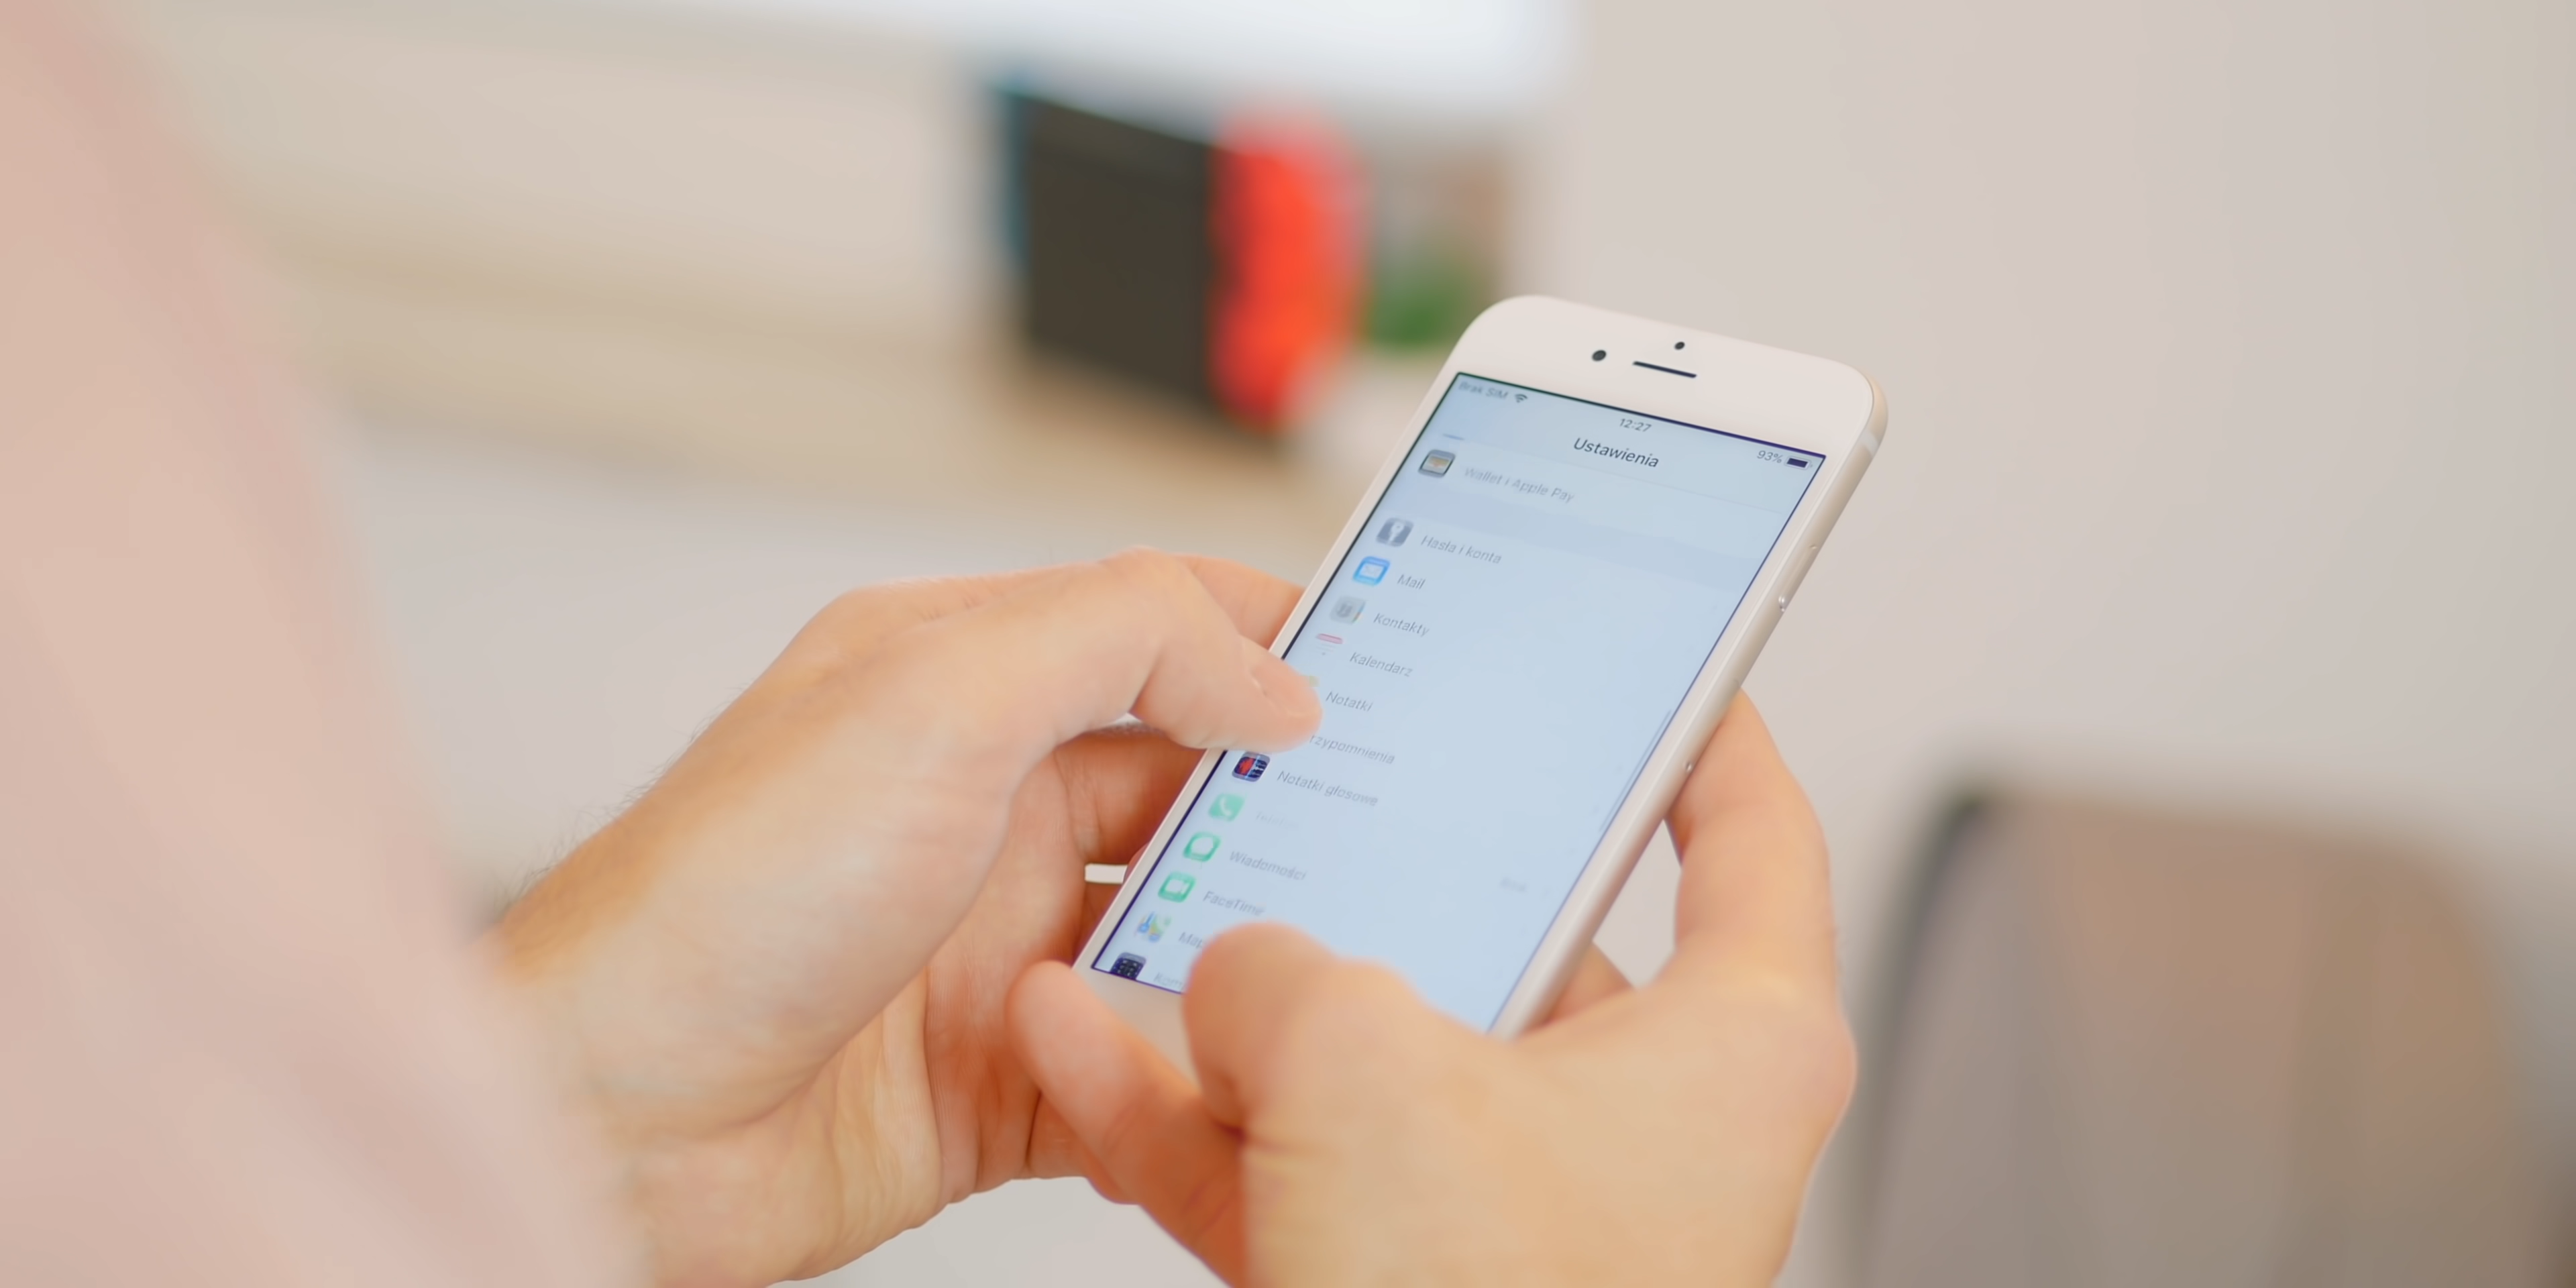 Brak SIM
12:27
93%
Ustawienia
Wallet i Apple Pay
Hasła i konta
Mail
Kontakty
Kalendarz
Notatki
rzypomnienia
Notatki głosowe
Wiadomości
FaceTime